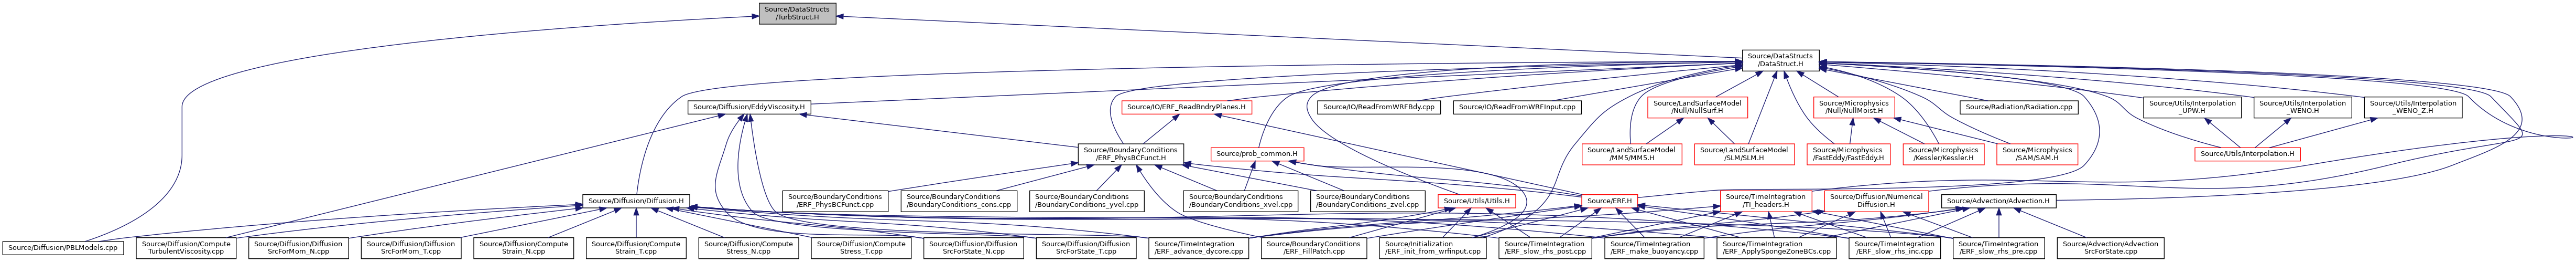 Source/DataStructs
/TurbStruct.H
Source/DataStructs
/DataStruct.H
Source/Diffusion/EddyViscosity.H
Source/IO/ERF_ReadBndryPlanes.H
Source/IO/ReadFromWRFBdy.cpp
Source/IO/ReadFromWRFInput.cpp
Source/LandSurfaceModel
/Null/NullSurf.H
Source/Microphysics
/Null/NullMoist.H
Source/Radiation/Radiation.cpp
Source/Utils/Interpolation
_UPW.H
Source/Utils/Interpolation
_WENO.H
Source/Utils/Interpolation
_WENO_Z.H
Source/BoundaryConditions
/ERF_PhysBCFunct.H
Source/prob_common.H
Source/LandSurfaceModel
/MM5/MM5.H
Source/LandSurfaceModel
/SLM/SLM.H
Source/Microphysics
/FastEddy/FastEddy.H
Source/Microphysics
/Kessler/Kessler.H
Source/Microphysics
/SAM/SAM.H
Source/Utils/Interpolation.H
Source/Diffusion/Diffusion.H
Source/BoundaryConditions
/ERF_PhysBCFunct.cpp
Source/BoundaryConditions
/BoundaryConditions_cons.cpp
Source/BoundaryConditions
/BoundaryConditions_yvel.cpp
Source/BoundaryConditions
/BoundaryConditions_xvel.cpp
Source/BoundaryConditions
/BoundaryConditions_zvel.cpp
Source/Utils/Utils.H
Source/ERF.H
Source/TimeIntegration
/TI_headers.H
Source/Diffusion/Numerical
Diffusion.H
Source/Advection/Advection.H
Source/Diffusion/PBLModels.cpp
Source/Diffusion/Compute
TurbulentViscosity.cpp
Source/Diffusion/Diffusion
SrcForMom_N.cpp
Source/Diffusion/Diffusion
SrcForMom_T.cpp
Source/Diffusion/Compute
Strain_N.cpp
Source/Diffusion/Compute
Strain_T.cpp
Source/Diffusion/Compute
Stress_N.cpp
Source/Diffusion/Compute
Stress_T.cpp
Source/Diffusion/Diffusion
SrcForState_N.cpp
Source/Diffusion/Diffusion
SrcForState_T.cpp
Source/TimeIntegration
/ERF_advance_dycore.cpp
Source/BoundaryConditions
/ERF_FillPatch.cpp
Source/Initialization
/ERF_init_from_wrfinput.cpp
Source/TimeIntegration
/ERF_slow_rhs_post.cpp
Source/TimeIntegration
/ERF_make_buoyancy.cpp
Source/TimeIntegration
/ERF_ApplySpongeZoneBCs.cpp
Source/TimeIntegration
/ERF_slow_rhs_inc.cpp
Source/TimeIntegration
/ERF_slow_rhs_pre.cpp
Source/Advection/Advection
SrcForState.cpp